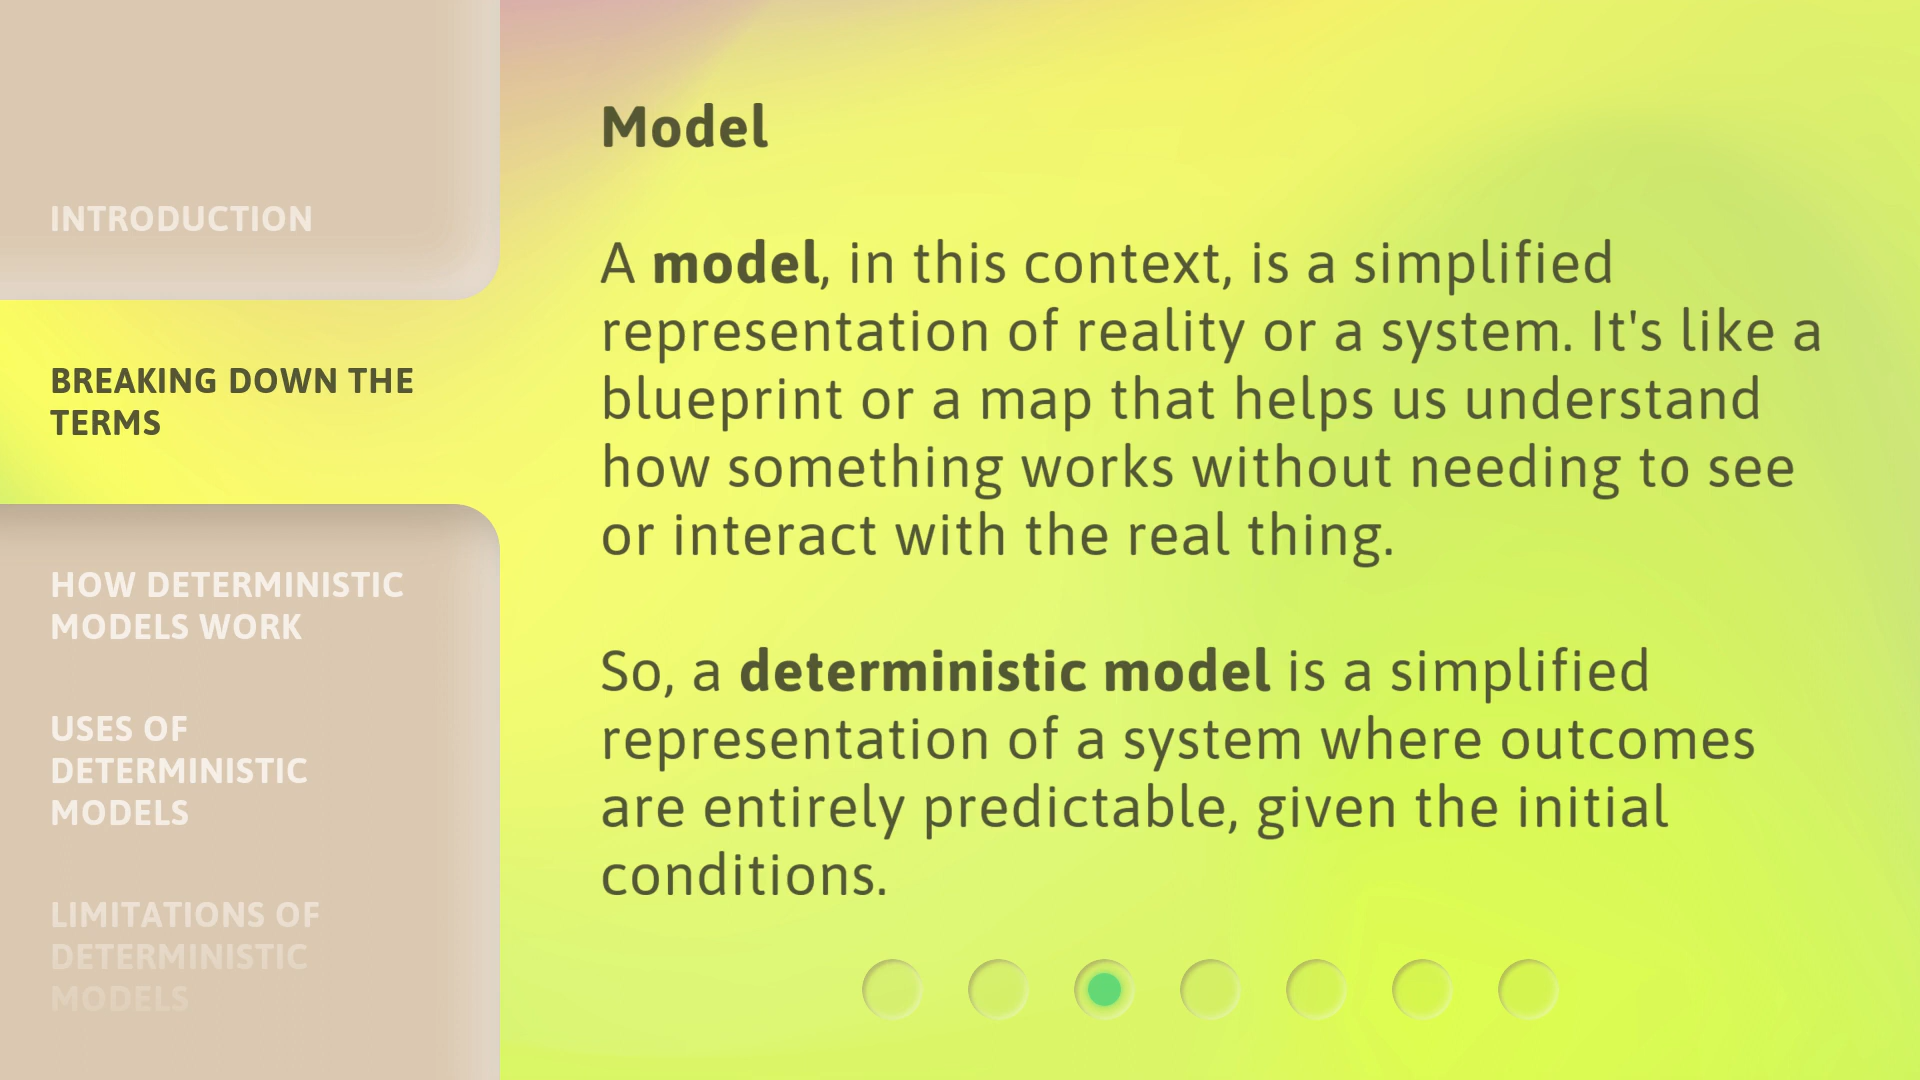 INTRODUCTION
BREAKING DOWN THE
TERMS
HOW DETERMINISTIC
MODELS WORK
USES OF
DETERMINISTIC
MODELS
LIMITATIONS OF
DETERMINISTIC
MODELS
Model
A model, in this context, is a simplified
representation of reality or a system. It's like a
blueprint or a map that helps us understand
how something works without needing to see
or interact with the real thing.
So, a deterministic model is a simplified
representation of a system where outcomes
are entirely predictable, given the initial
conditions.